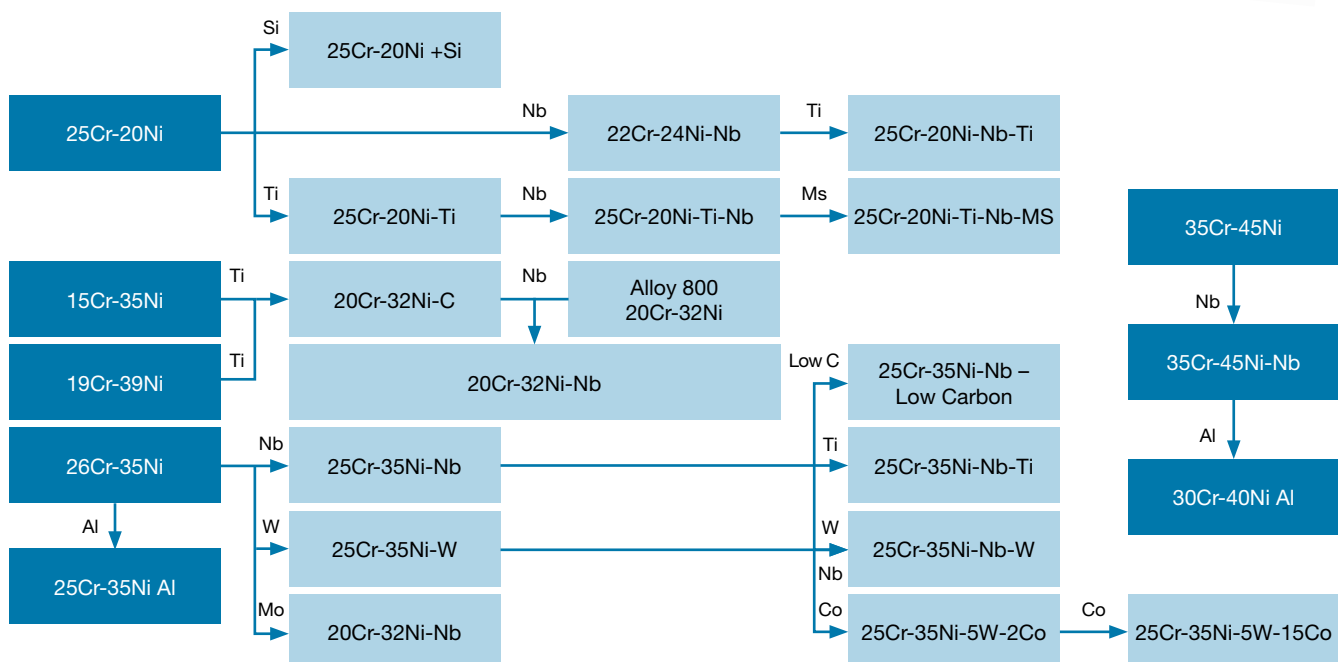 Si
25Cr-20Ni +Si
25Cr-20Ni
Nb
22Cr-24Ni-Nb
Ti
25Cr-20Ni-Nb-Ti
Ti
25Cr-20Ni-Ti
Nb
25Cr-20Ni-Ti-Nb
Ms
25Cr-20Ni-Ti-Nb-MS
35Cr-45Ni
15Cr-35Ni
Ti
20Cr-32Ni-C
Nb
Alloy 800
20Cr-32Ni
Nb
19Cr-39Ni
Ti
20Cr-32Ni-Nb
Low C
25Cr-35Ni-Nb –
Low Carbon
35Cr-45Ni-Nb
26Cr-35Ni
Nb
25Cr-35Ni-Nb
Ti
25Cr-35Ni-Nb-Ti
Al
30Cr-40Ni Al
Al
25Cr-35Ni Al
W
25Cr-35Ni-W
W
25Cr-35Ni-Nb-W
Nb
Mo
20Cr-32Ni-Nb
Co
25Cr-35Ni-5W-2Co
Co
25Cr-35Ni-5W-15Co